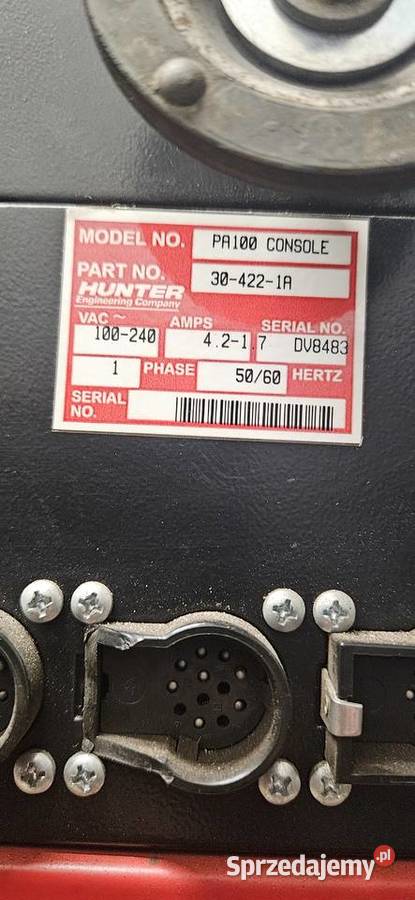 MODEL NO. PA100 CONSOLE
PART NO. 30-422-1A
HUNTER
Engineering Company
VAC ~ AMPS SERIAL NO.
100-240 4.2-1.7 DV8483
1 PHASE 50/60 HERTZ
SERIAL
NO.
Sprzedajemy.pl